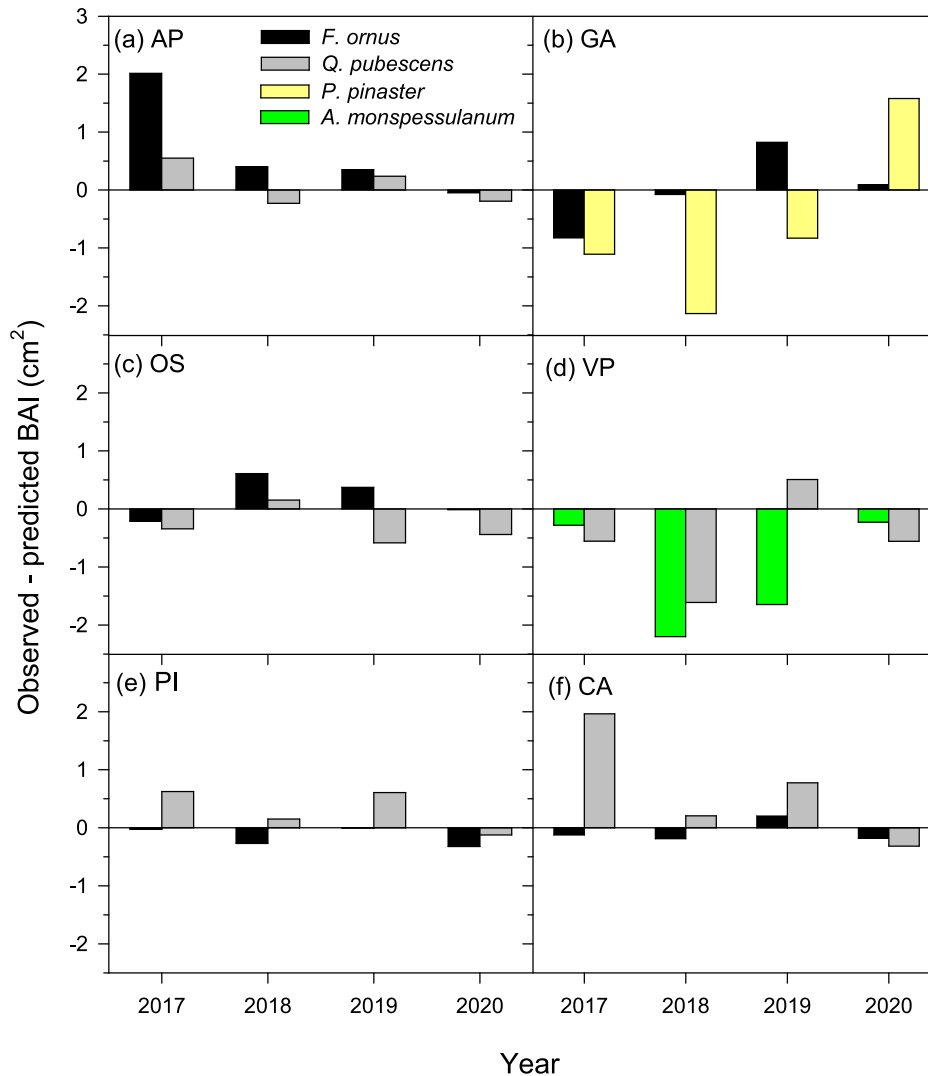 Observed - predicted BAI (cm²)
(a) AP
F. ornus
Q. pubescens
P. pinaster
A. monspessulanum
3
2
1
0
-1
-2
(b) GA
(c) OS
2
1
0
-1
-2
(d) VP
(e) PI
2
1
0
-1
-2
(f) CA
2017 2018 2019 2020
2017 2018 2019 2020
Year